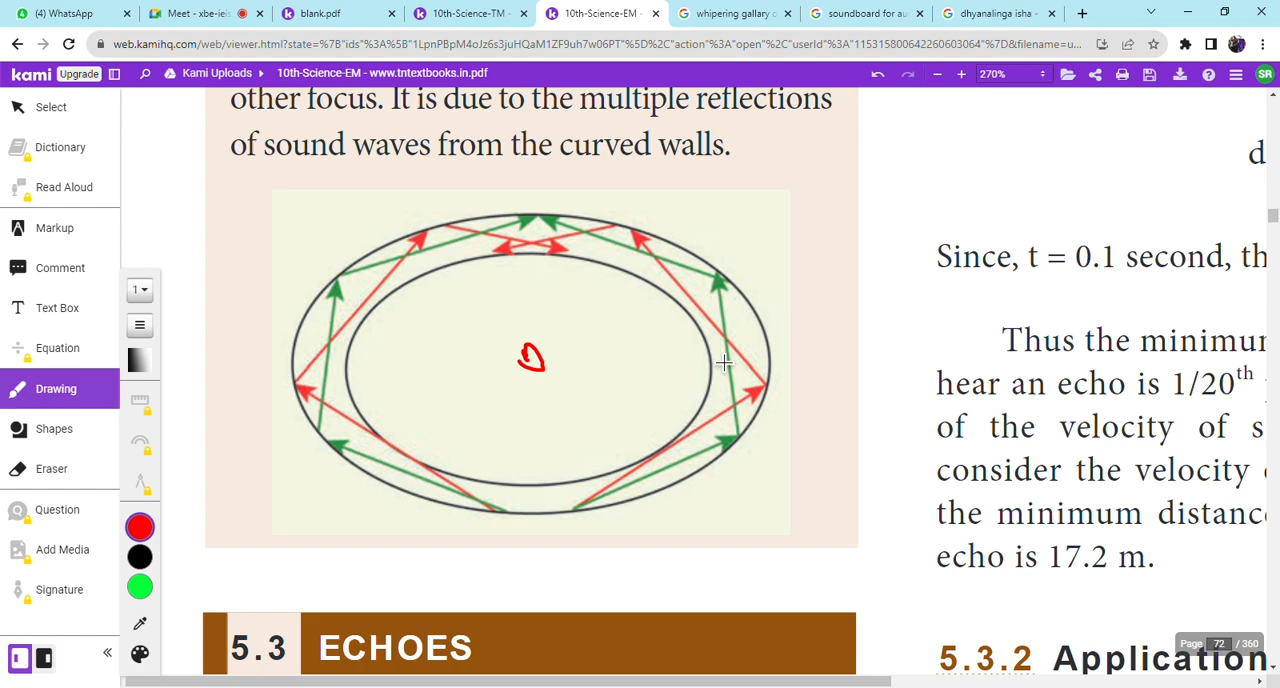 (4) WhatsApp
Meet - xbe-ieis
blank.pdf
10th-Science-TM -
10th-Science-EM -
whipering gallary c
soundboard for au
dhyanalinga isha -
web.kamihq.com/web/viewer.html?state=%7B"ids"%3A%5B"1LpnPBpM4oJz6s3juHQaM1ZF9uh7w06PT"%5D%2C"action"%3A"open"%2C"userId"%3A"115315800642260603064"%7D&filename=u...
kami Upgrade
Kami Uploads
10th-Science-EM - www.tntextbooks.in.pdf
270%
SR
Select
Dictionary
Read Aloud
Markup
Comment
Text Box
Equation
Drawing
Shapes
Eraser
Question
Add Media
Signature
1
other focus. It is due to the multiple reflections
of sound waves from the curved walls.
5.3 ECHOES
d
Since, t = 0.1 second, th
Thus the minimu
hear an echo is 1/20th
of the velocity of s
consider the velocity
the minimum distanc
echo is 17.2 m.
5.3.2 Application
Page 72 / 360